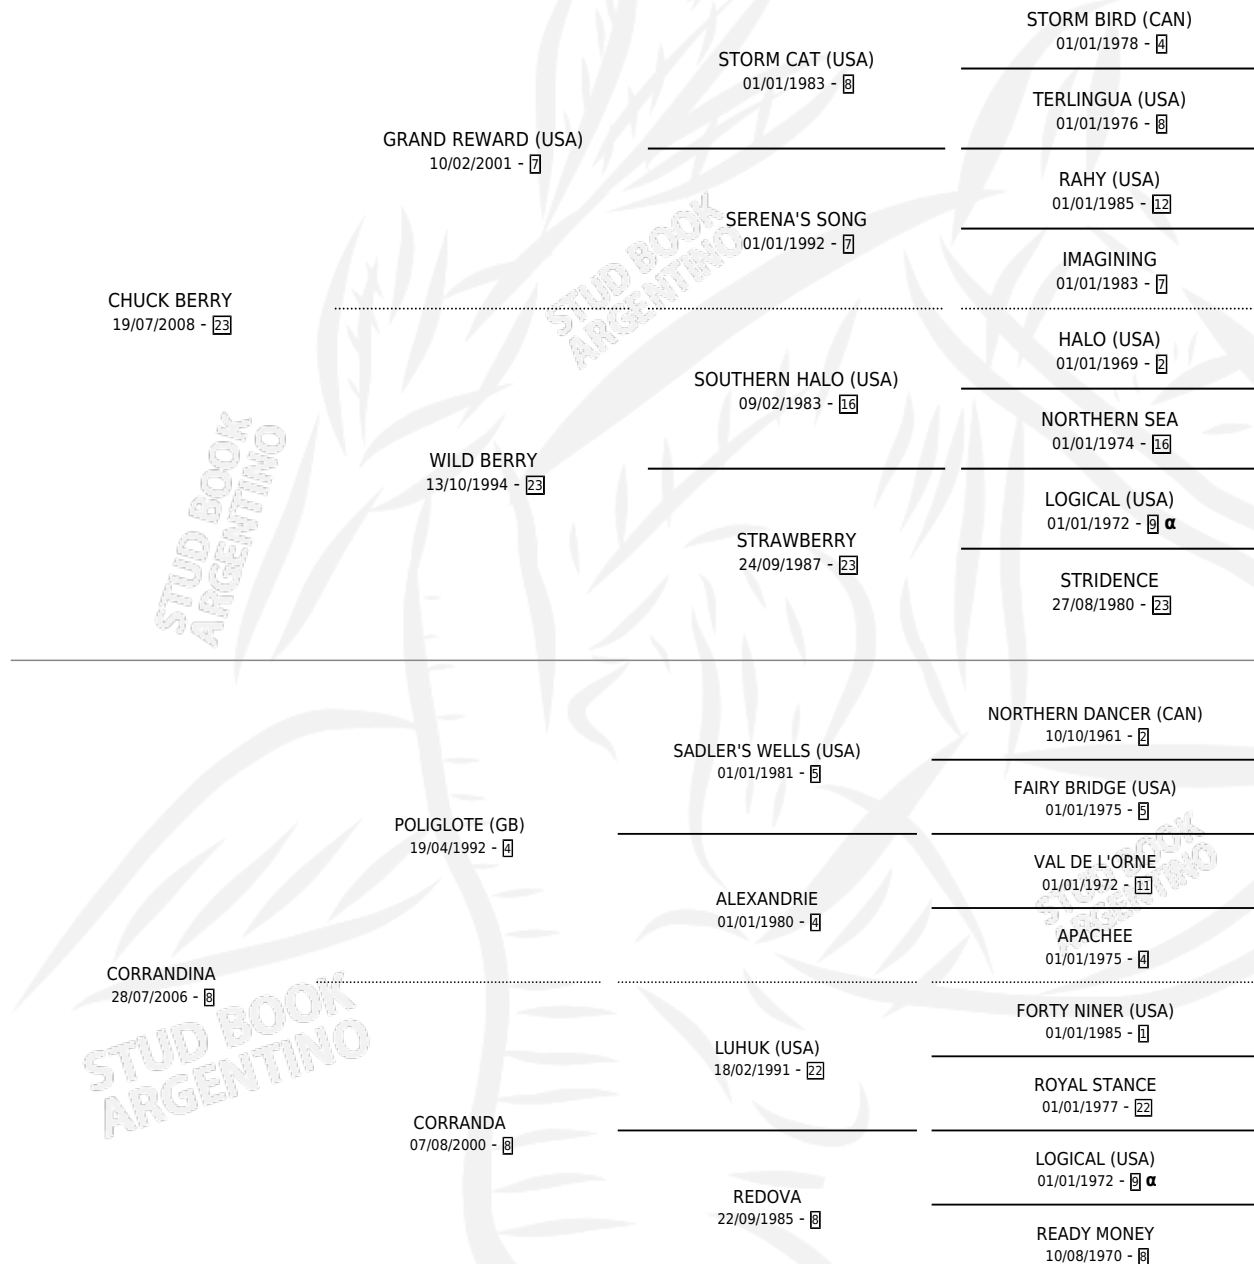 STORM BIRD (CAN)
01/01/1978 - 4
STORM CAT (USA)
01/01/1983 - 8
TERLINGUA (USA)
01/01/1976 - 8
GRAND REWARD (USA)
10/02/2001 - 7
RAHY (USA)
01/01/1985 - 12
SERENA'S SONG
01/01/1992 - 7
IMAGINING
01/01/1983 - 7
STUD BOOK
ARGENTINO
CHUCK BERRY
19/07/2008 - 23
HALO (USA)
01/01/1969 - 2
SOUTHERN HALO (USA)
09/02/1983 - 16
NORTHERN SEA
01/01/1974 - 16
WILD BERRY
13/10/1994 - 23
LOGICAL (USA)
01/01/1972 - 9 α
STRAWBERRY
24/09/1987 - 23
STRIDENCE
27/08/1980 - 23
STUD BOOK
ARGENTINO
NORTHERN DANCER (CAN)
10/10/1961 - 2
SADLER'S WELLS (USA)
01/01/1981 - 5
FAIRY BRIDGE (USA)
01/01/1975 - 5
POLIGLOTE (GB)
19/04/1992 - 4
VAL DE L'ORNE
01/01/1972 - 11
ALEXANDRIE
01/01/1980 - 4
APACHEE
01/01/1975 - 4
STUD BOOK
ARGENTINO
CORRANDINA
28/07/2006 - 8
FORTY NINER (USA)
01/01/1985 - 1
LUHUK (USA)
18/02/1991 - 22
ROYAL STANCE
01/01/1977 - 22
STUD BOOK
ARGENTINO
CORRANDA
07/08/2000 - 8
LOGICAL (USA)
01/01/1972 - 9 α
REDOVA
22/09/1985 - 8
READY MONEY
10/08/1970 - 8